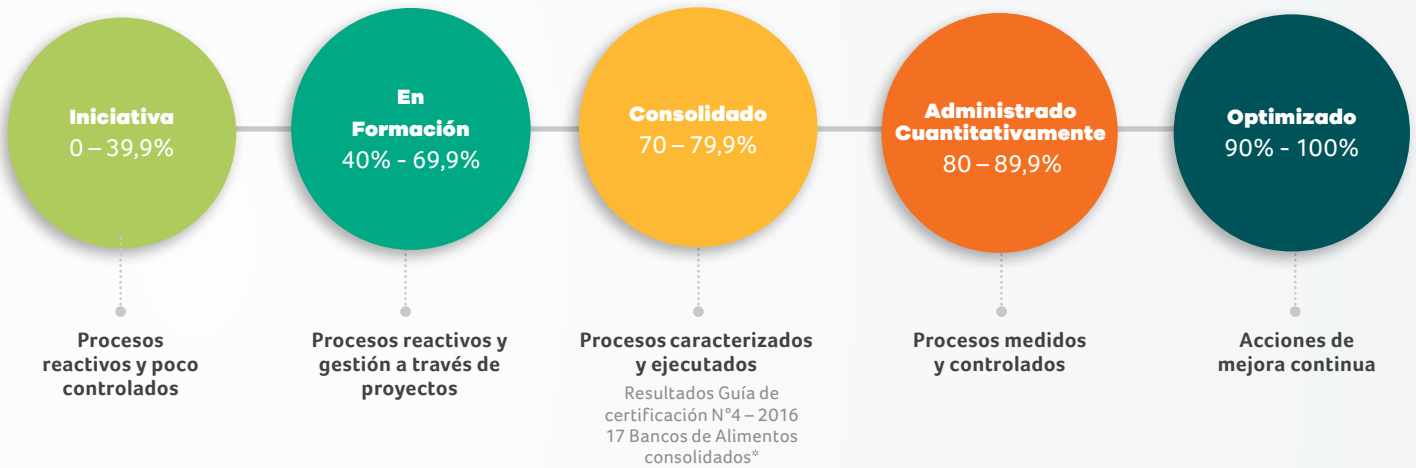 Iniciativa
0 – 39,9%
En
Formación
40% - 69,9%
Consolidado
70 – 79,9%
Administrado
Cuantitativamente
80 – 89,9%
Optimizado
90% - 100%
Procesos
reactivos y poco
controlados
Procesos reactivos y
gestión a través de
proyectos
Procesos caracterizados
y ejecutados
Resultados Guía de
certificación N°4 – 2016
17 Bancos de Alimentos
consolidados*
Procesos medidos
y controlados
Acciones de
mejora continua